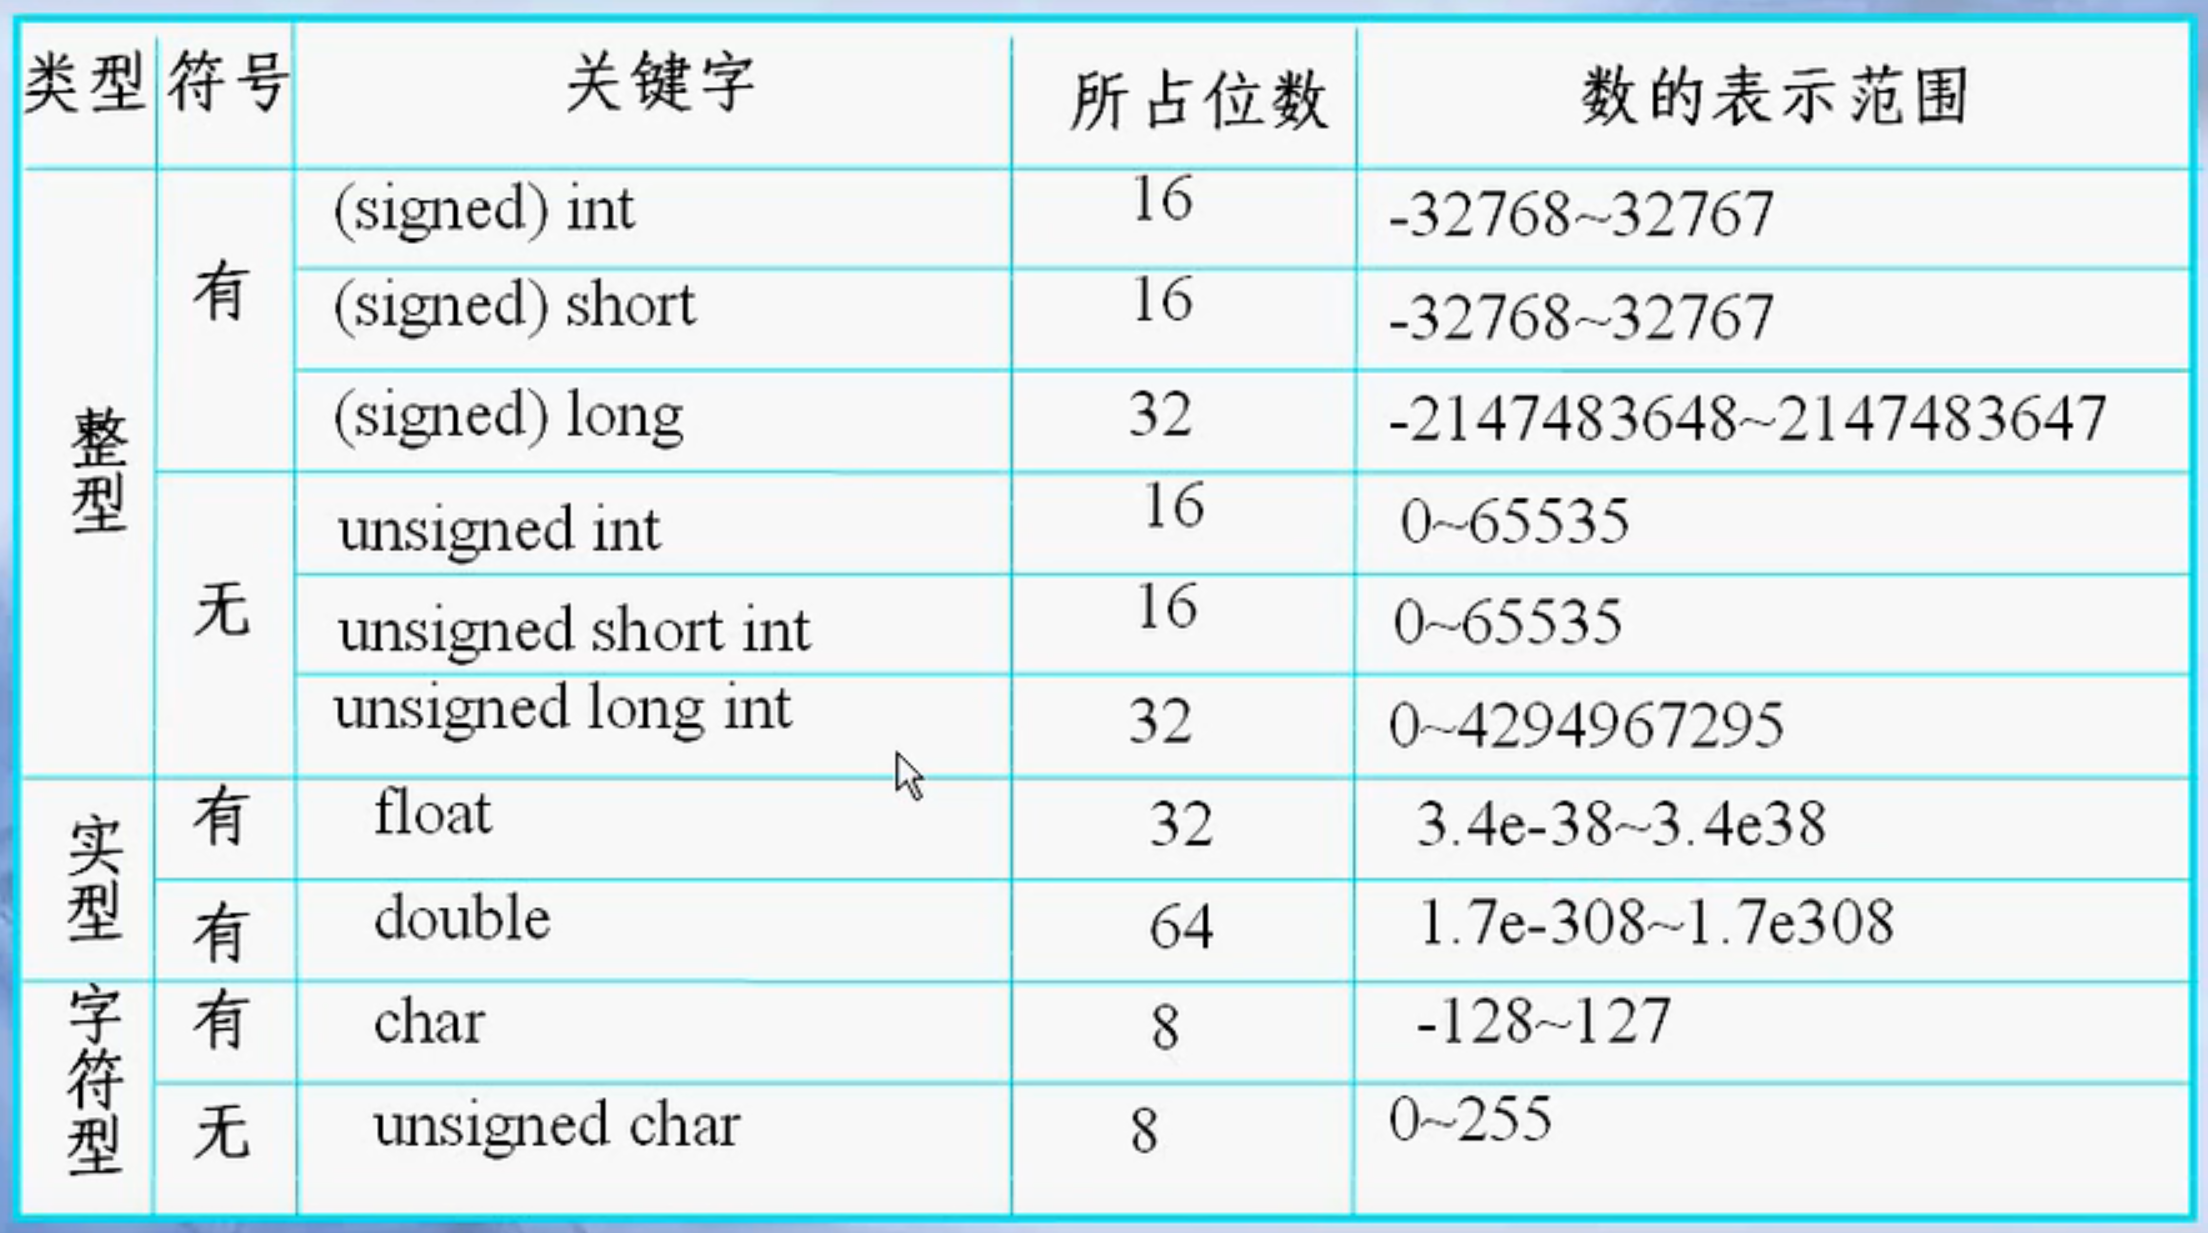 类型 符号 关键字 所占位数 数的表示范围
整型 有 (signed) int 16 -32768~32767
(signed) short 16 -32768~32767
(signed) long 32 -2147483648~2147483647
无 unsigned int 16 0~65535
unsigned short int 16 0~65535
unsigned long int 32 0~4294967295
实型 有 float 32 3.4e-38~3.4e38
有 double 64 1.7e-308~1.7e308
字符型 有 char 8 -128~127
无 unsigned char 8 0~255